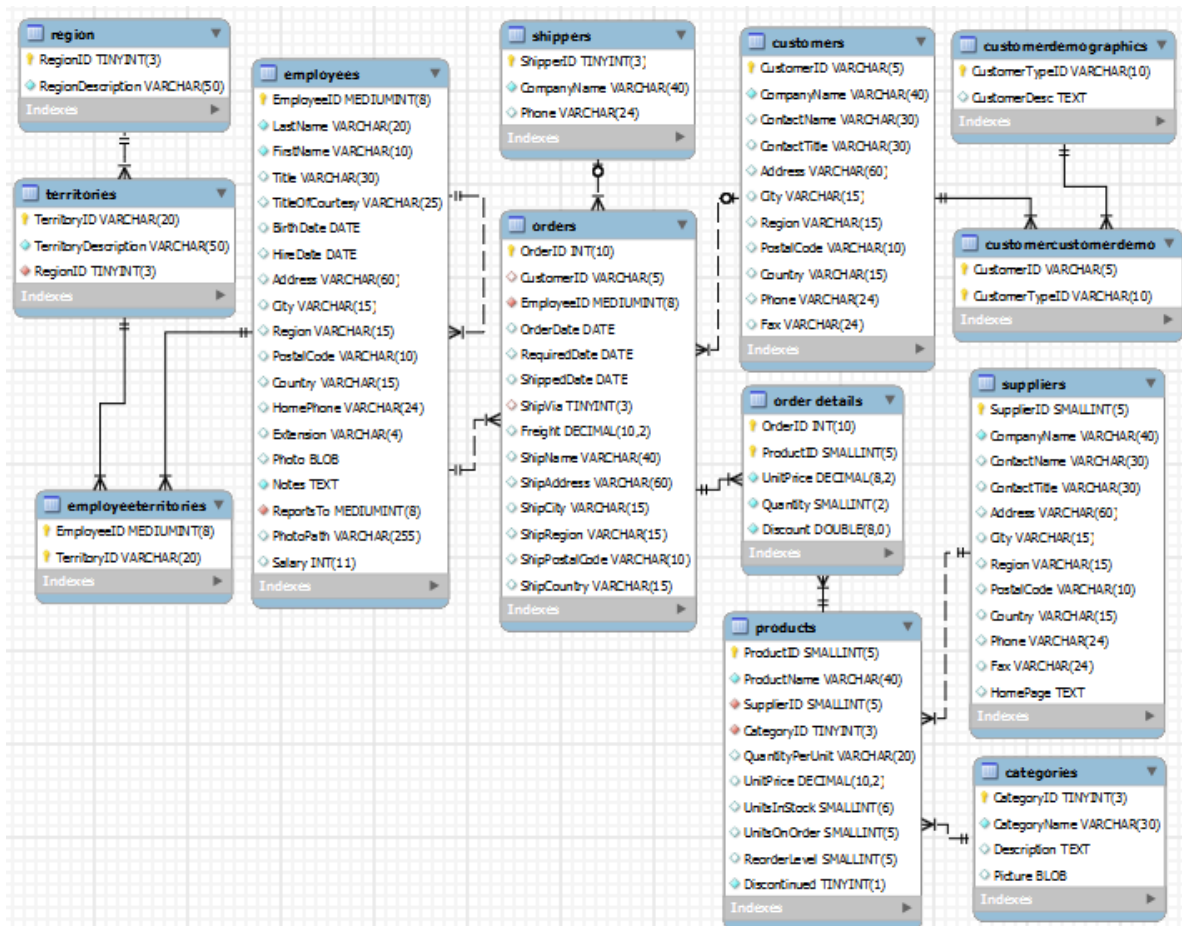 region
RegionID TINYINT(3)
RegionDescription VARCHAR(50)
Indexes
territories
TerritoryID VARCHAR(20)
TerritoryDescription VARCHAR(50)
RegionID TINYINT(3)
Indexes
employeeterritories
EmployeeID MEDIUMINT(8)
TerritoryID VARCHAR(20)
Indexes
employees
EmployeeID MEDIUMINT(8)
LastName VARCHAR(20)
FirstName VARCHAR(10)
Title VARCHAR(30)
TitleOfCourtesy VARCHAR(25)
BirthDate DATE
HireDate DATE
Address VARCHAR(60)
City VARCHAR(15)
Region VARCHAR(15)
PostalCode VARCHAR(10)
Country VARCHAR(15)
HomePhone VARCHAR(24)
Extension VARCHAR(4)
Photo BLOB
Notes TEXT
ReportsTo MEDIUMINT(8)
PhotoPath VARCHAR(255)
Salary INT(11)
Indexes
shippers
ShipperID TINYINT(3)
CompanyName VARCHAR(40)
Phone VARCHAR(24)
Indexes
orders
OrderID INT(10)
CustomerID VARCHAR(5)
EmployeeID MEDIUMINT(8)
OrderDate DATE
RequiredDate DATE
ShippedDate DATE
ShipVia TINYINT(3)
Freight DECIMAL(10,2)
ShipName VARCHAR(40)
ShipAddress VARCHAR(60)
ShipCity VARCHAR(15)
ShipRegion VARCHAR(15)
ShipPostalCode VARCHAR(10)
ShipCountry VARCHAR(15)
Indexes
customers
CustomerID VARCHAR(5)
CompanyName VARCHAR(40)
ContactName VARCHAR(30)
ContactTitle VARCHAR(30)
Address VARCHAR(60)
City VARCHAR(15)
Region VARCHAR(15)
PostalCode VARCHAR(10)
Country VARCHAR(15)
Phone VARCHAR(24)
Fax VARCHAR(24)
Indexes
customerdemographics
CustomerTypeID VARCHAR(10)
CustomerDesc TEXT
Indexes
customercustomerdemo
CustomerID VARCHAR(5)
CustomerTypeID VARCHAR(10)
Indexes
order details
OrderID INT(10)
ProductID SMALLINT(5)
UnitPrice DECIMAL(8,2)
Quantity SMALLINT(2)
Discount DOUBLE(8,0)
Indexes
products
ProductID SMALLINT(5)
ProductName VARCHAR(40)
SupplierID SMALLINT(5)
CategoryID TINYINT(3)
QuantityPerUnit VARCHAR(20)
UnitPrice DECIMAL(10,2)
UnitsInStock SMALLINT(6)
UnitsOnOrder SMALLINT(5)
ReorderLevel SMALLINT(5)
Discontinued TINYINT(1)
Indexes
suppliers
SupplierID SMALLINT(5)
CompanyName VARCHAR(40)
ContactName VARCHAR(30)
ContactTitle VARCHAR(30)
Address VARCHAR(60)
City VARCHAR(15)
Region VARCHAR(15)
PostalCode VARCHAR(10)
Country VARCHAR(15)
Phone VARCHAR(24)
Fax VARCHAR(24)
HomePage TEXT
Indexes
categories
CategoryID TINYINT(3)
CategoryName VARCHAR(30)
Description TEXT
Picture BLOB
Indexes